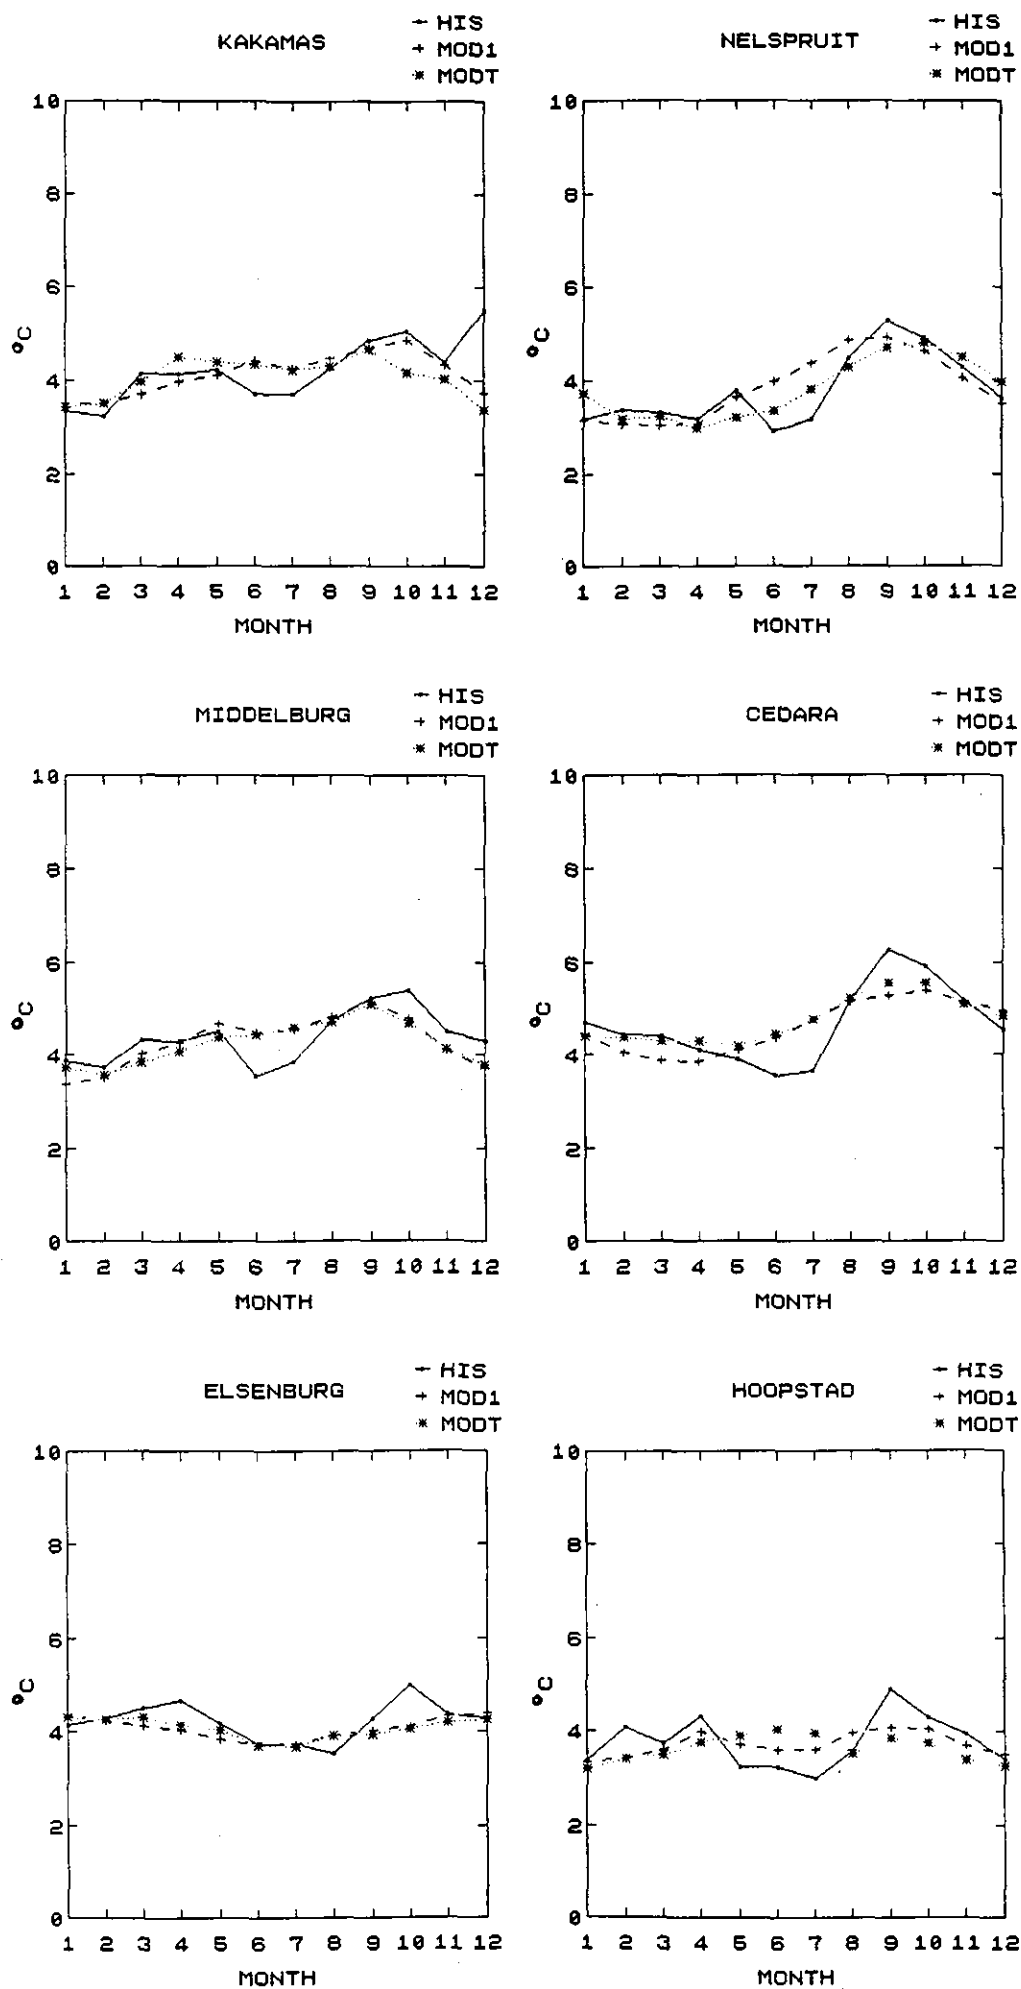 KAKAMAS
HIS
MOD1
MODT
10
8
6
4
2
0
°C
1 2 3 4 5 6 7 8 9 10 11 12
MONTH
NELSPRUIT
HIS
MOD1
MODT
10
8
6
4
2
0
°C
1 2 3 4 5 6 7 8 9 10 11 12
MONTH
MIDDELBURG
HIS
MOD1
MODT
10
8
6
4
2
0
°C
1 2 3 4 5 6 7 8 9 10 11 12
MONTH
CEDARA
HIS
MOD1
MODT
10
8
6
4
2
0
°C
1 2 3 4 5 6 7 8 9 10 11 12
MONTH
ELSENBURG
HIS
MOD1
MODT
10
8
6
4
2
0
°C
1 2 3 4 5 6 7 8 9 10 11 12
MONTH
HOOPSTAD
HIS
MOD1
MODT
10
8
6
4
2
0
°C
1 2 3 4 5 6 7 8 9 10 11 12
MONTH